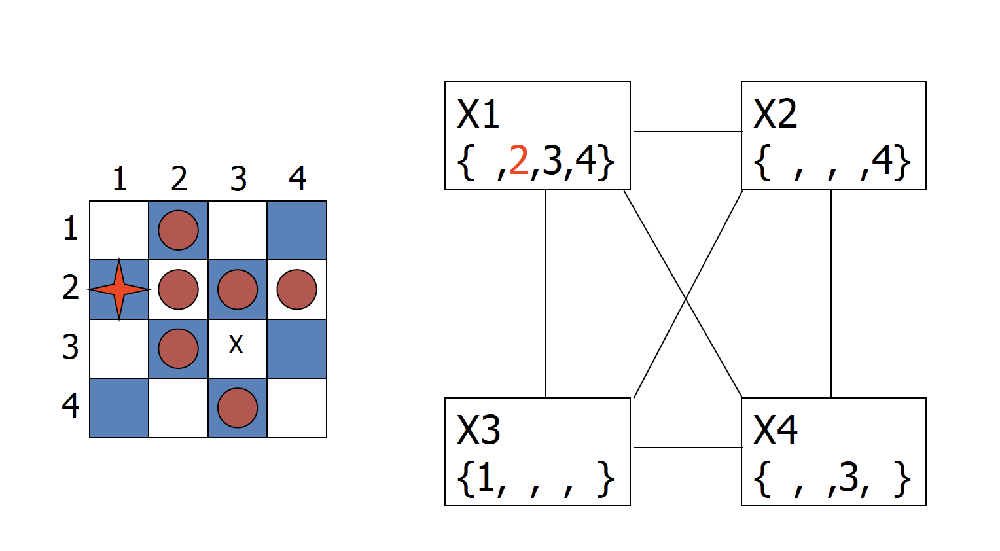 1 2 3 4
1
2
3 X
4
X1
{ ,2,3,4}
X2
{ , , ,4}
X3
{1, , , }
X4
{ , ,3, }